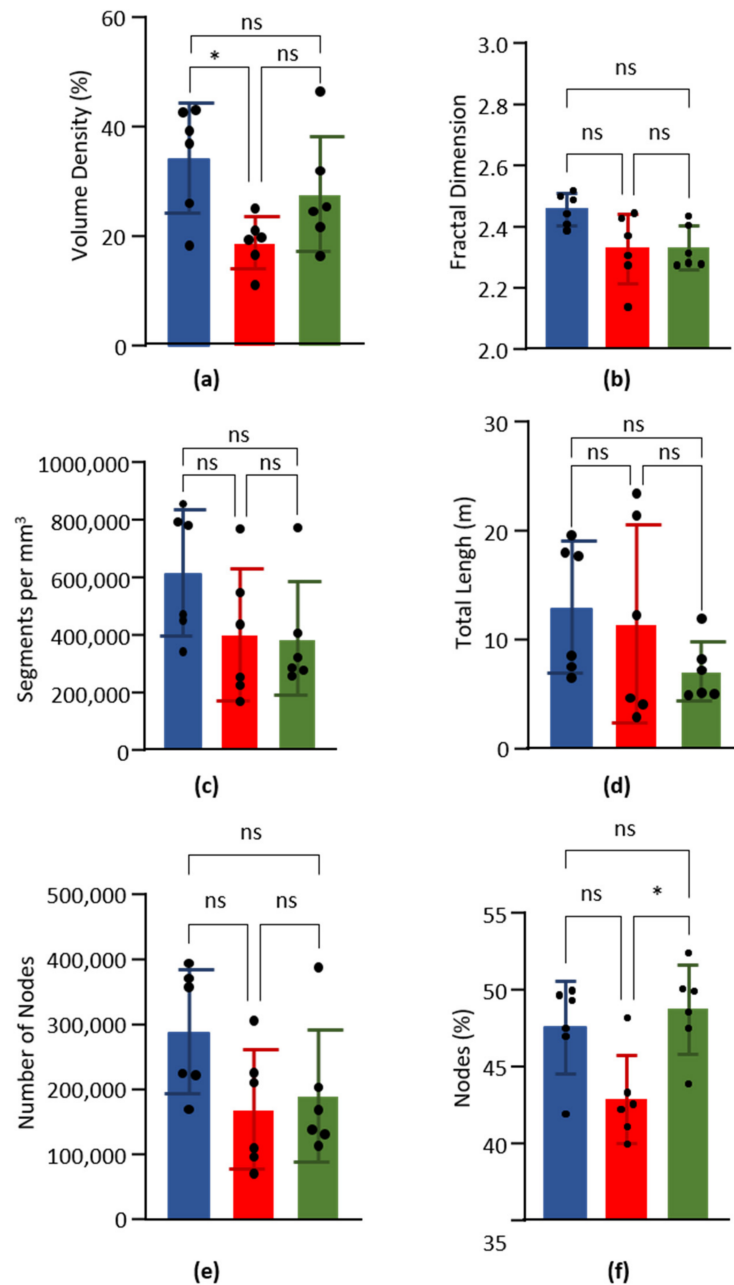 60
40
20
0
Volume Density (%)
ns
*
ns
(a)
3.0
2.8
2.6
2.4
2.2
2.0
Fractal Dimension
ns
ns
ns
(b)
1000,000
800,000
600,000
400,000
200,000
0
Segments per mm³
ns
ns
ns
(c)
30
20
10
0
Total Lengh (m)
ns
ns
ns
(d)
500,000
400,000
300,000
200,000
100,000
0
Number of Nodes
ns
ns
ns
(e)
55
50
45
40
35
Nodes (%)
ns
ns
*
(f)